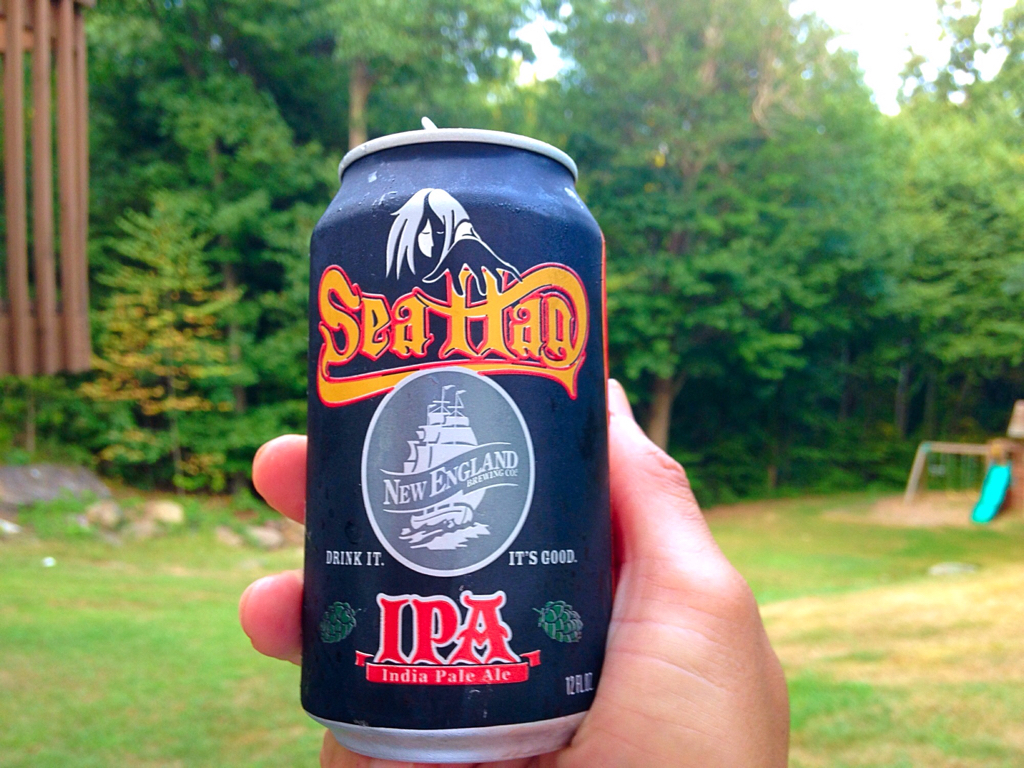 Sea Hag
NEW ENGLAND
BREWING CO.
DRINK IT. IT'S GOOD.
IPA
India Pale Ale
12 FL. OZ.